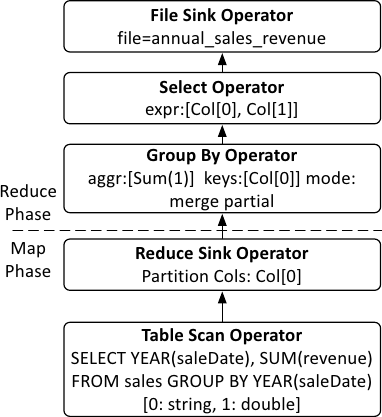 File Sink Operator
file=annual_sales_revenue
Select Operator
expr:[Col[0], Col[1]]
Group By Operator
aggr:[Sum(1)] keys:[Col[0]] mode:
merge partial
Reduce
Phase
Map
Phase
Reduce Sink Operator
Partition Cols: Col[0]
Table Scan Operator
SELECT YEAR(saleDate), SUM(revenue)
FROM sales GROUP BY YEAR(saleDate)
[0: string, 1: double]